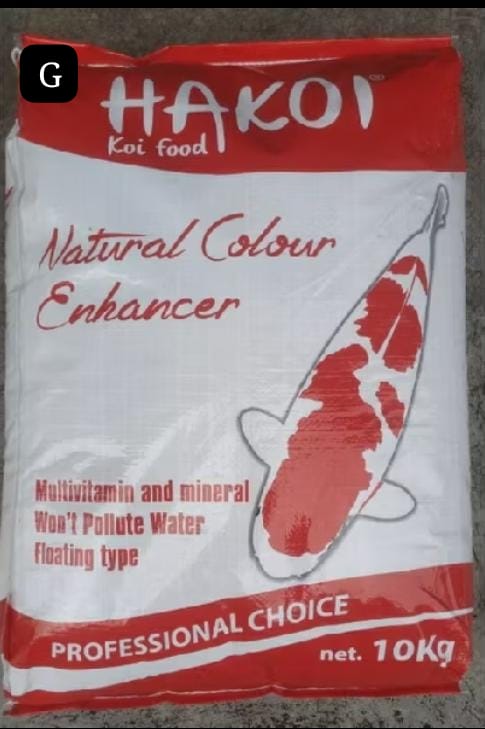 G
HAKOI®
Koi food
Natural Colour
Enhancer
Multivitamin and mineral
Won't Pollute Water
Floating type
PROFESSIONAL CHOICE
net. 10Kg